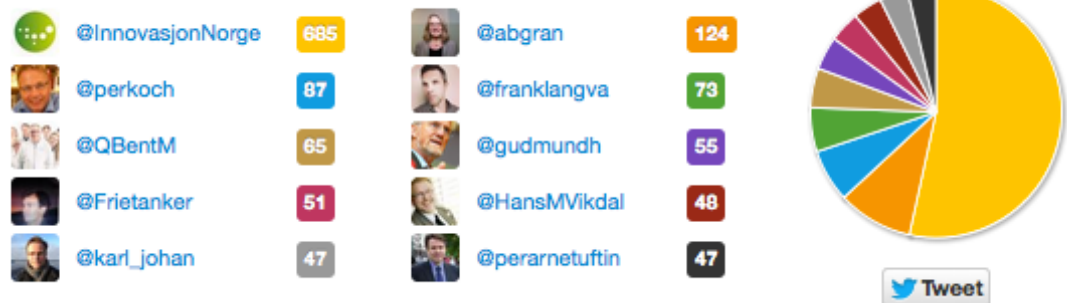 @InnovasjonNorge 685 @abgran 124
@perkoch 87 @franklangva 73
@QBentM 65 @gudmundh 55
@Frietanker 51 @HansMVikdal 48
@karl_johan 47 @perarnetuftin 47
Tweet